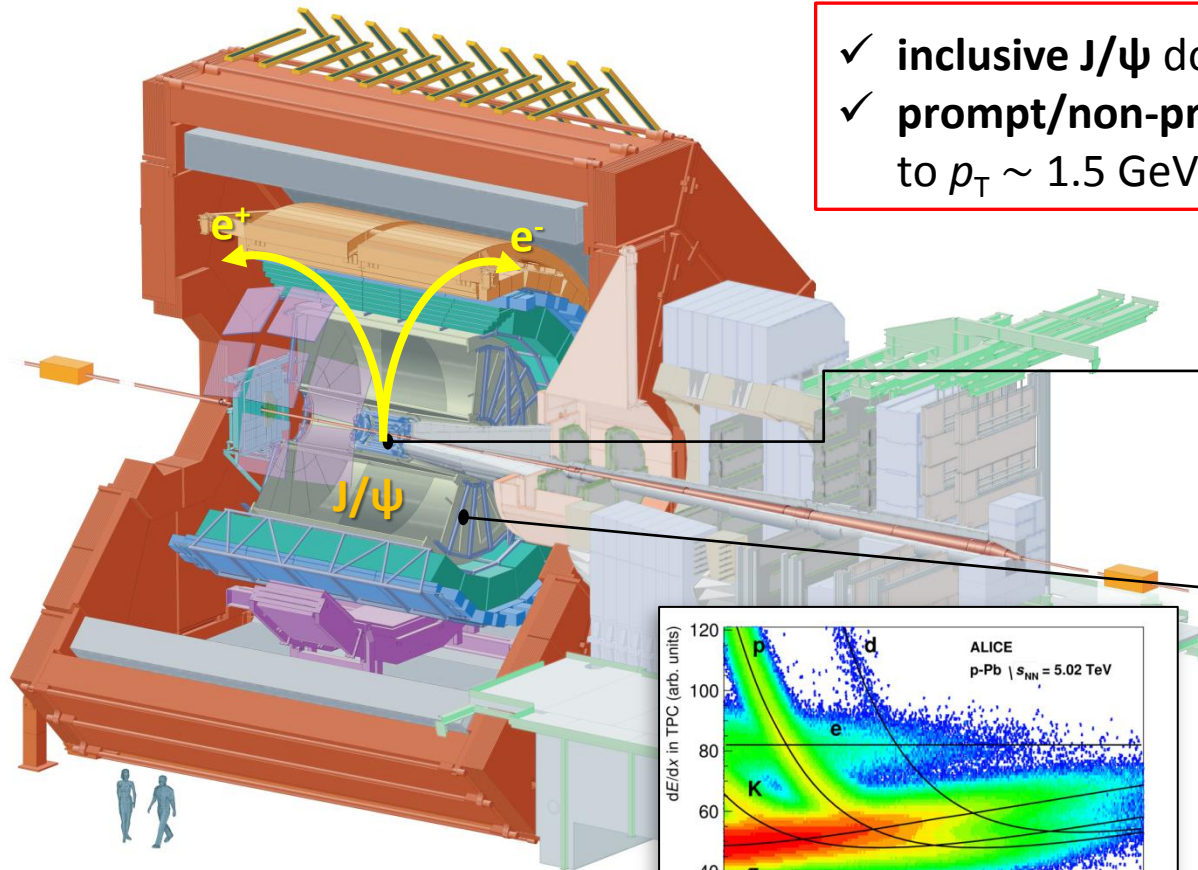 ✓ inclusive J/ψ
✓ prompt/non-
to pT ~ 1.5 GeV
e+
e-
J/ψ
dE/dx in TPC (arb. units)
120
100
80
60
p
d
e
K
ALICE
p-Pb √sNN = 5.02 TeV